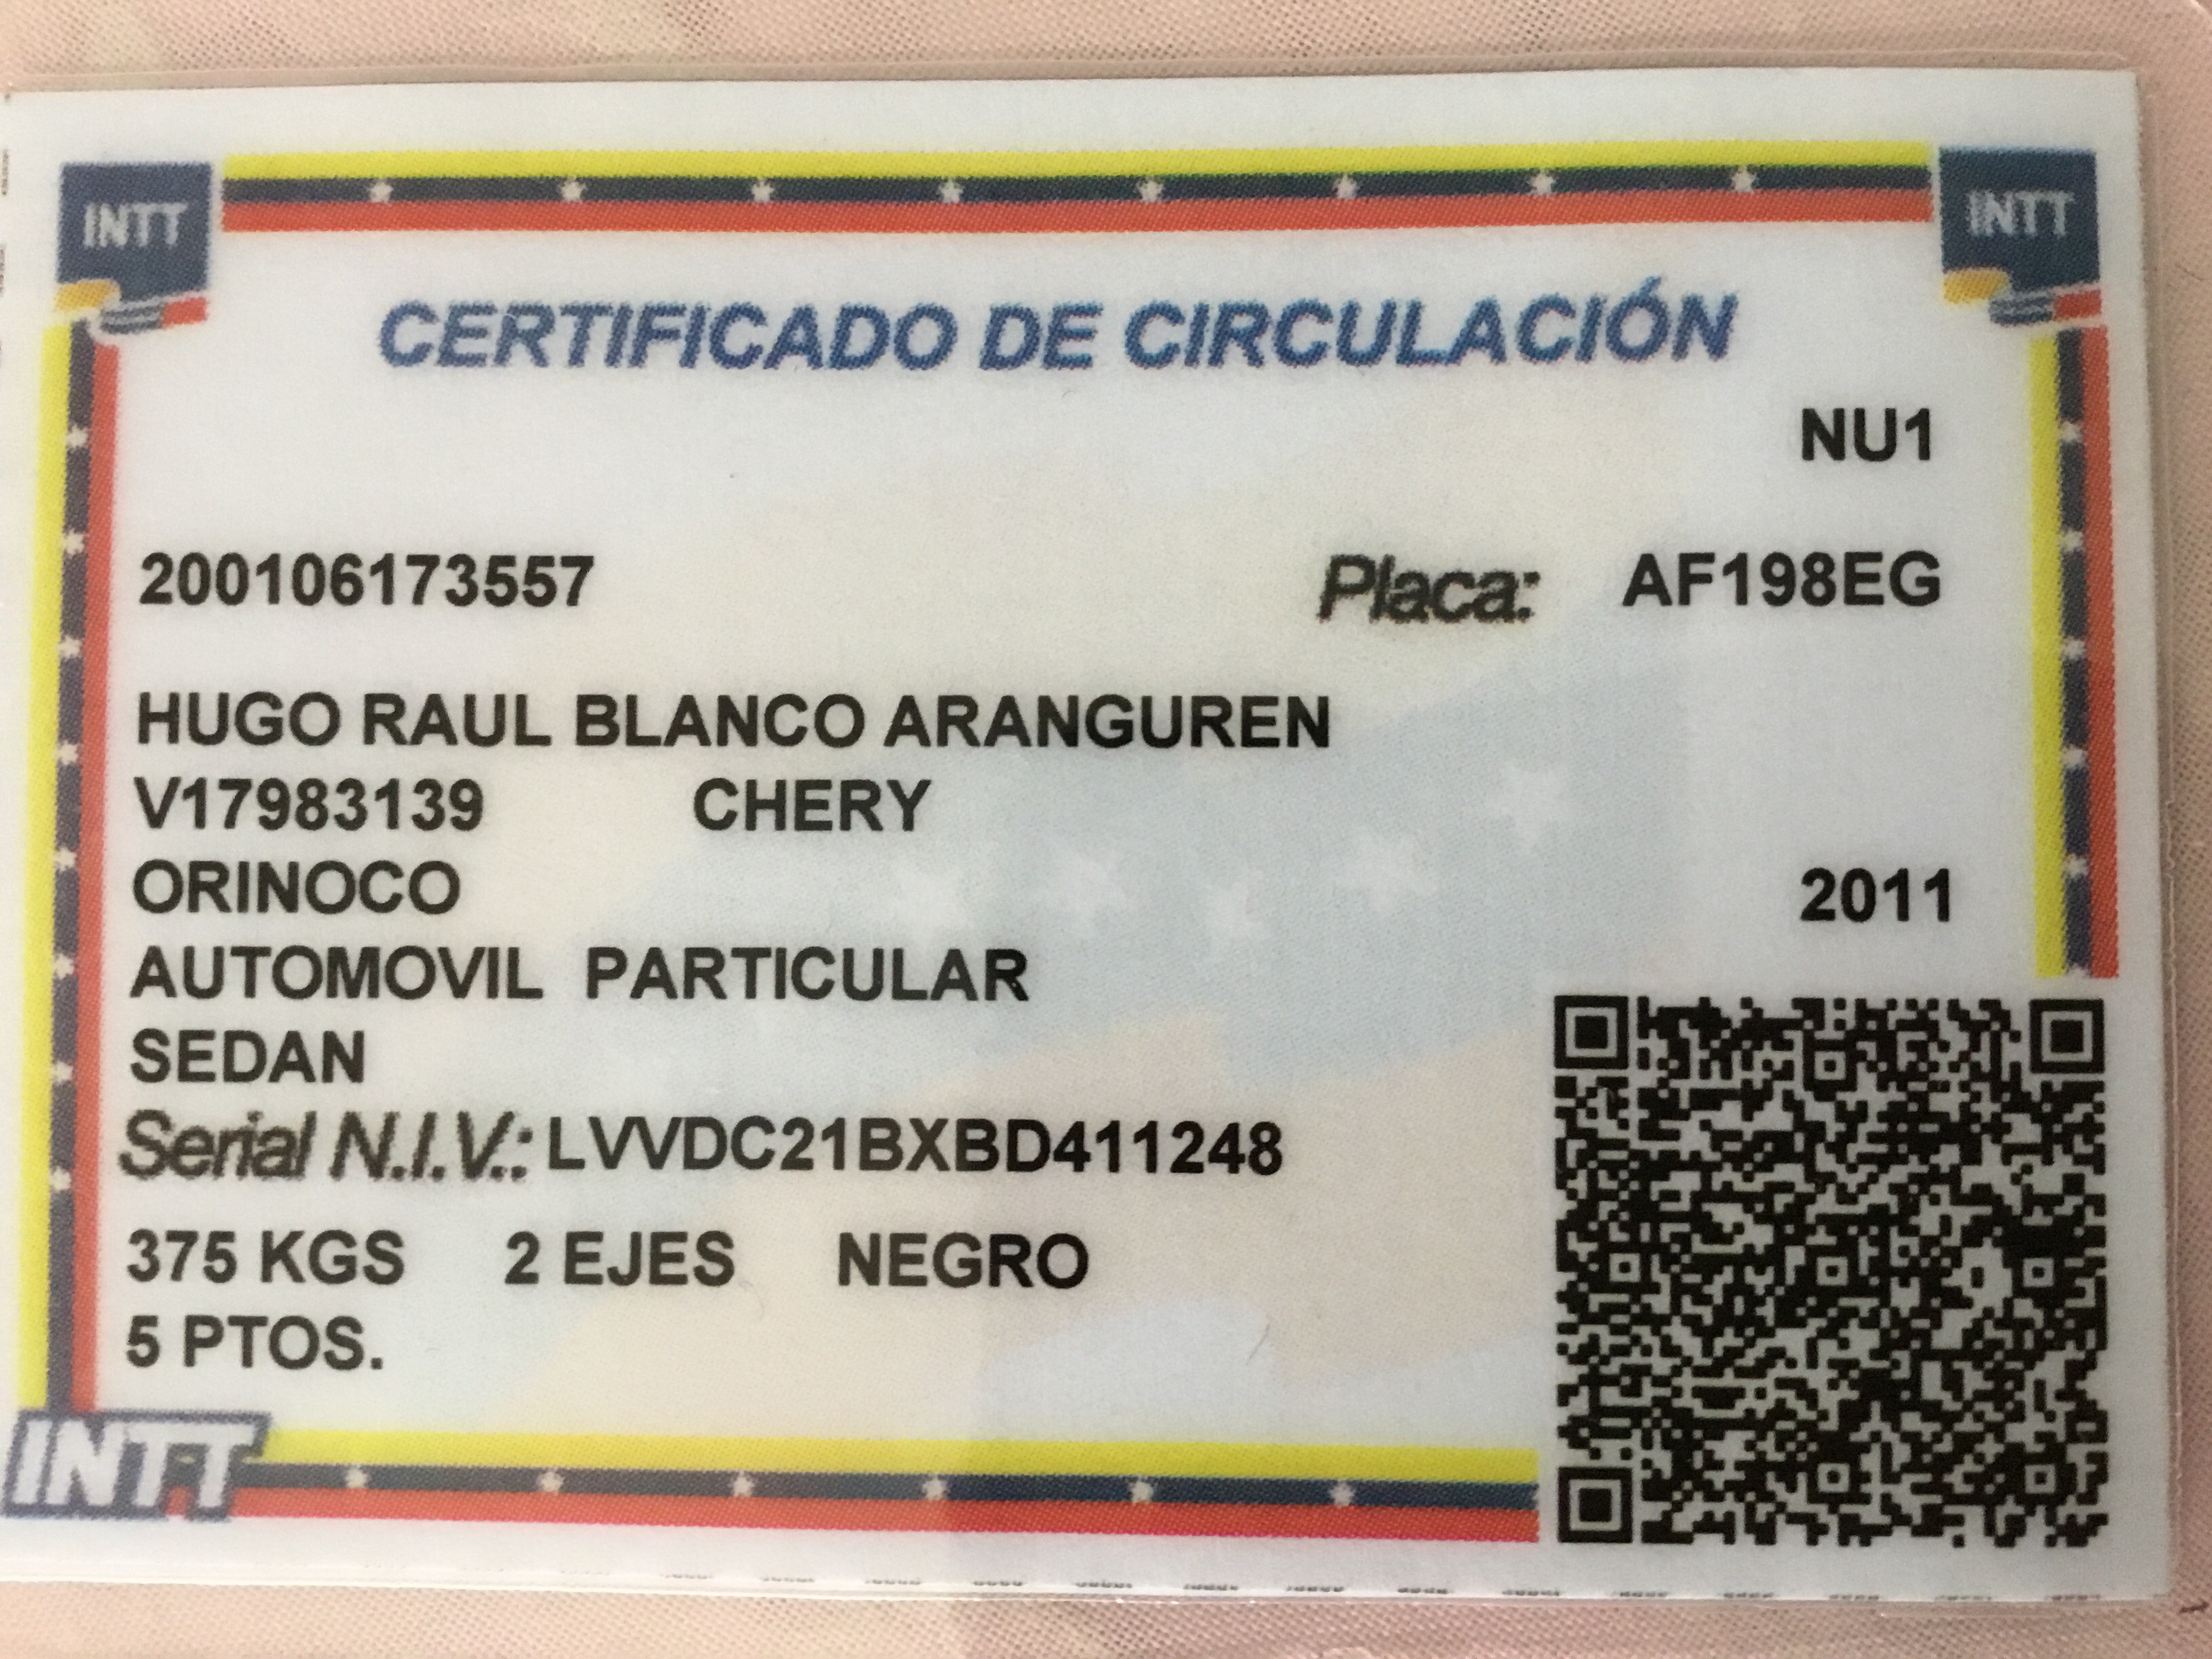 INTT INTT
CERTIFICADO DE CIRCULACIÓN
NU1
200106173557 Placa: AF198EG
HUGO RAUL BLANCO ARANGUREN
V17983139 CHERY
ORINOCO 2011
AUTOMOVIL PARTICULAR
SEDAN
Serial N.I.V.: LVVDC21BXBD411248
375 KGS 2 EJES NEGRO
5 PTOS.
INTT